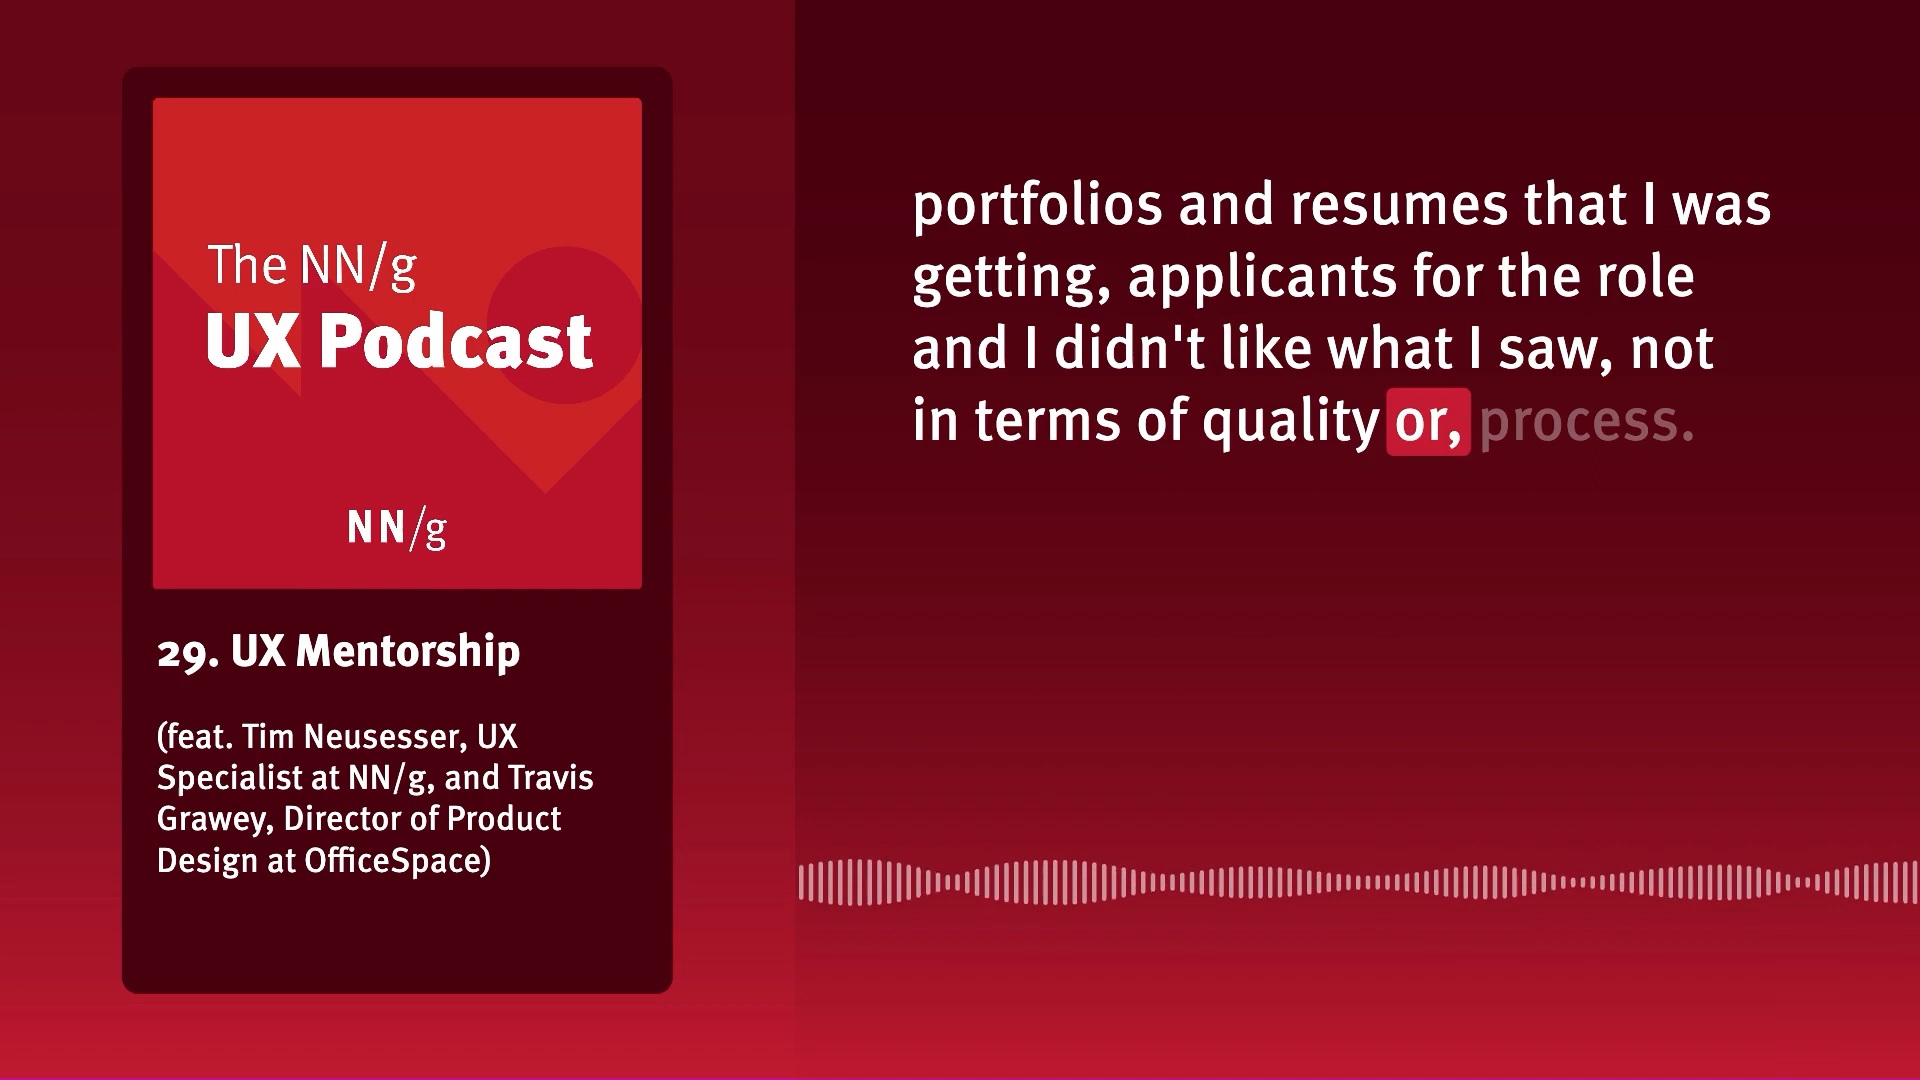 The NN/g
UX Podcast
NN/g
29. UX Mentorship
(feat. Tim Neusesser, UX
Specialist at NN/g, and Travis
Grawey, Director of Product
Design at OfficeSpace)
portfolios and resumes that I was
getting, applicants for the role
and I didn't like what I saw, not
in terms of quality or, process.